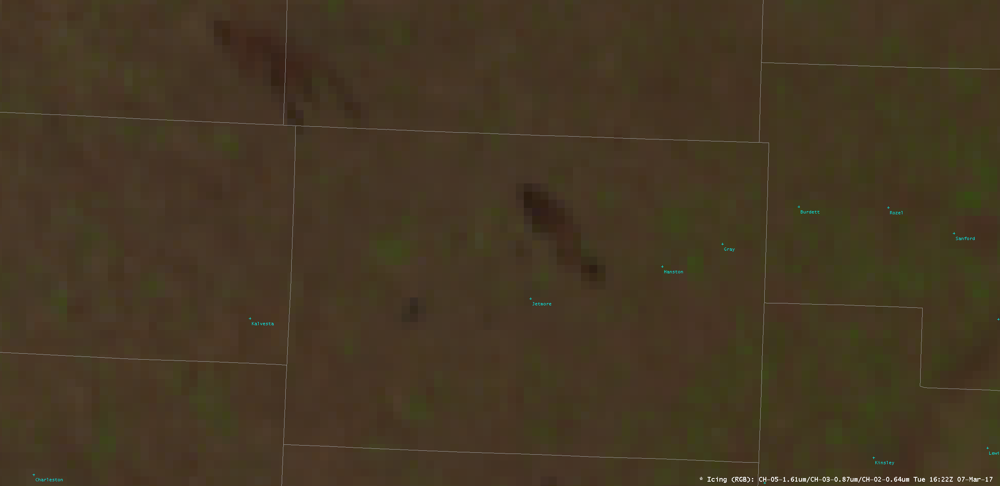 Burdett
Rozel
Sanford
Gray
Hanston
Jetmore
Kalvesta
Lewi
Kinsley
Charleston
* Icing (RGB): CH-05-1.61um/CH-03-0.87um/CH-02-0.64um Tue 16:22Z 07-Mar-17